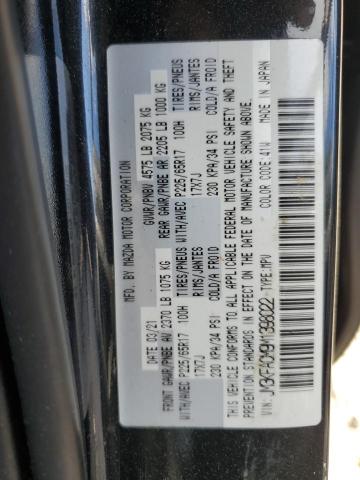 MFD. BY MAZDA MOTOR CORPORATION
DATE 03/21 GVWR/PNBV 4575 LB 2075 KG
FRONT GAWR/PNBE AV 2370 LB 1075 KG REAR GAWR/PNBE AR 2205 LB 1000 KG
WITH/AVEC P225/65R17 100H TIRES/PNEUS WITH/AVEC P225/65R17 100H TIRES/PNEUS
17X7J RIMS/JANTES 17X7J RIMS/JANTES
230 KPA/34 PSI COLD/A FROID 230 KPA/34 PSI COLD/A FROID
THIS VEHICLE CONFORMS TO ALL APPLICABLE FEDERAL MOTOR VEHICLE SAFETY AND THEFT
PREVENTION STANDARDS IN EFFECT ON THE DATE OF MANUFACTURE SHOWN ABOVE.
VIN: TYPE:MPV COLOR CODE:41W MADE IN JAPAN